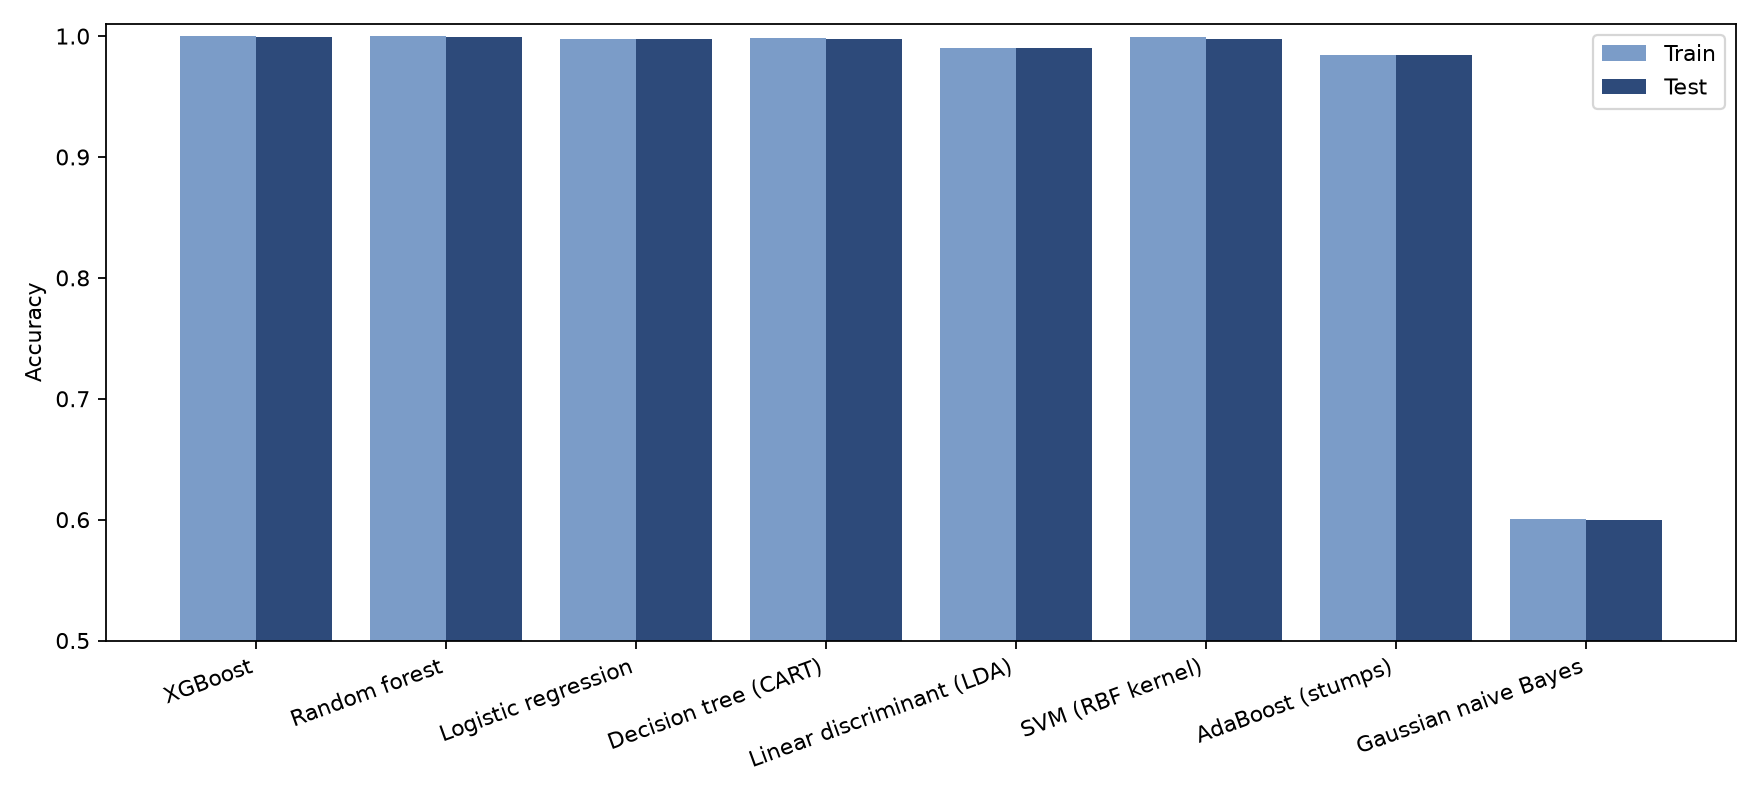 1.0
0.9
0.8
0.7
0.6
0.5
Accuracy
Train
Test
XGBoost
Random forest
Logistic regression
Decision tree (CART)
Linear discriminant (LDA)
SVM (RBF kernel)
AdaBoost (stumps)
Gaussian naive Bayes